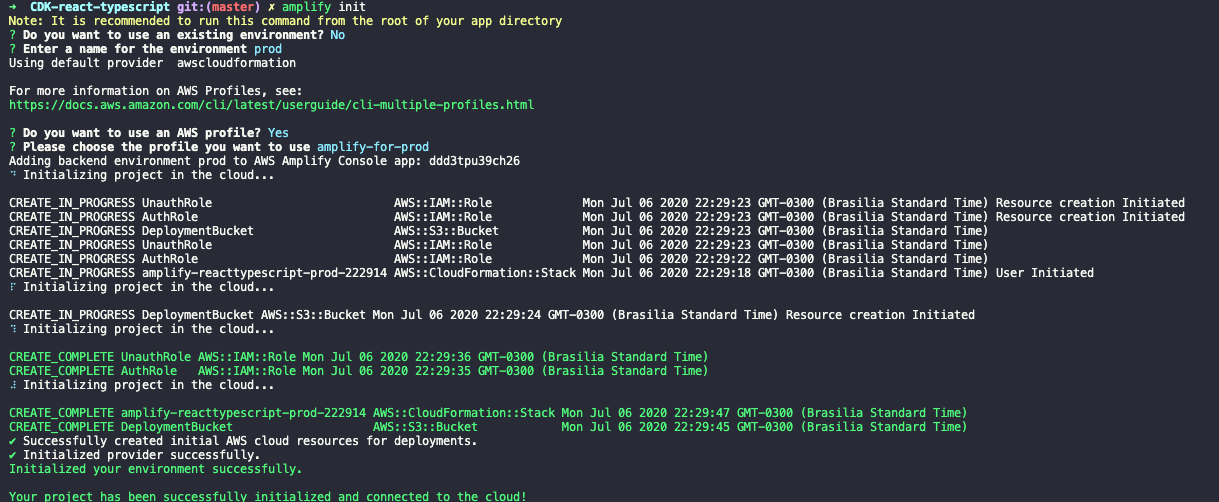 ➜  CDK-react-typescript git:(master) ✗ amplify init
Note: It is recommended to run this command from the root of your app directory
? Do you want to use an existing environment? No
? Enter a name for the environment prod
Using default provider  awscloudformation
For more information on AWS Profiles, see:
https://docs.aws.amazon.com/cli/latest/userguide/cli-multiple-profiles.html
? Do you want to use an AWS profile? Yes
? Please choose the profile you want to use amplify-for-prod
Adding backend environment prod to AWS Amplify Console app: ddd3tpu39ch26
⠙ Initializing project in the cloud...
CREATE_IN_PROGRESS UnauthRole                          AWS::IAM::Role             Mon Jul 06 2020 22:29:23 GMT-0300 (Brasilia Standard Time) Resource creation Initiated
CREATE_IN_PROGRESS AuthRole                            AWS::IAM::Role             Mon Jul 06 2020 22:29:23 GMT-0300 (Brasilia Standard Time) Resource creation Initiated
CREATE_IN_PROGRESS DeploymentBucket                    AWS::S3::Bucket            Mon Jul 06 2020 22:29:23 GMT-0300 (Brasilia Standard Time)
CREATE_IN_PROGRESS UnauthRole                          AWS::IAM::Role             Mon Jul 06 2020 22:29:23 GMT-0300 (Brasilia Standard Time)
CREATE_IN_PROGRESS AuthRole                            AWS::IAM::Role             Mon Jul 06 2020 22:29:22 GMT-0300 (Brasilia Standard Time)
CREATE_IN_PROGRESS amplify-reacttypescript-prod-222914 AWS::CloudFormation::Stack Mon Jul 06 2020 22:29:18 GMT-0300 (Brasilia Standard Time) User Initiated
⠏ Initializing project in the cloud...
CREATE_IN_PROGRESS DeploymentBucket AWS::S3::Bucket Mon Jul 06 2020 22:29:24 GMT-0300 (Brasilia Standard Time) Resource creation Initiated
⠹ Initializing project in the cloud...
CREATE_COMPLETE UnauthRole AWS::IAM::Role Mon Jul 06 2020 22:29:36 GMT-0300 (Brasilia Standard Time)
CREATE_COMPLETE AuthRole   AWS::IAM::Role Mon Jul 06 2020 22:29:35 GMT-0300 (Brasilia Standard Time)
⠼ Initializing project in the cloud...
CREATE_COMPLETE amplify-reacttypescript-prod-222914 AWS::CloudFormation::Stack Mon Jul 06 2020 22:29:47 GMT-0300 (Brasilia Standard Time)
CREATE_COMPLETE DeploymentBucket                    AWS::S3::Bucket            Mon Jul 06 2020 22:29:45 GMT-0300 (Brasilia Standard Time)
✔ Successfully created initial AWS cloud resources for deployments.
✔ Initialized provider successfully.
Initialized your environment successfully.
Your project has been successfully initialized and connected to the cloud!